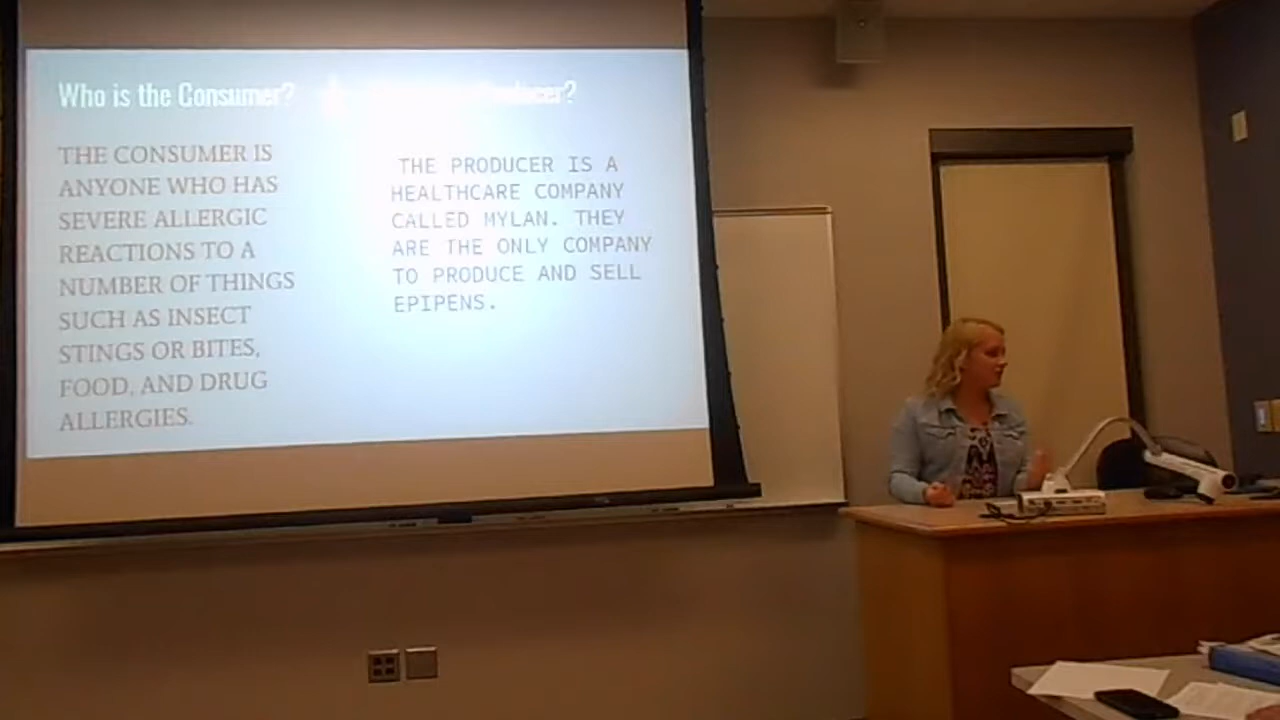 Who is the Consumer?
THE CONSUMER IS
ANYONE WHO HAS
SEVERE ALLERGIC
REACTIONS TO A
NUMBER OF THINGS
SUCH AS INSECT
STINGS OR BITES,
FOOD, AND DRUG
ALLERGIES.
Producer?
THE PRODUCER IS A
HEALTHCARE COMPANY
CALLED MYLAN. THEY
ARE THE ONLY COMPANY
TO PRODUCE AND SELL
EPIPENS.